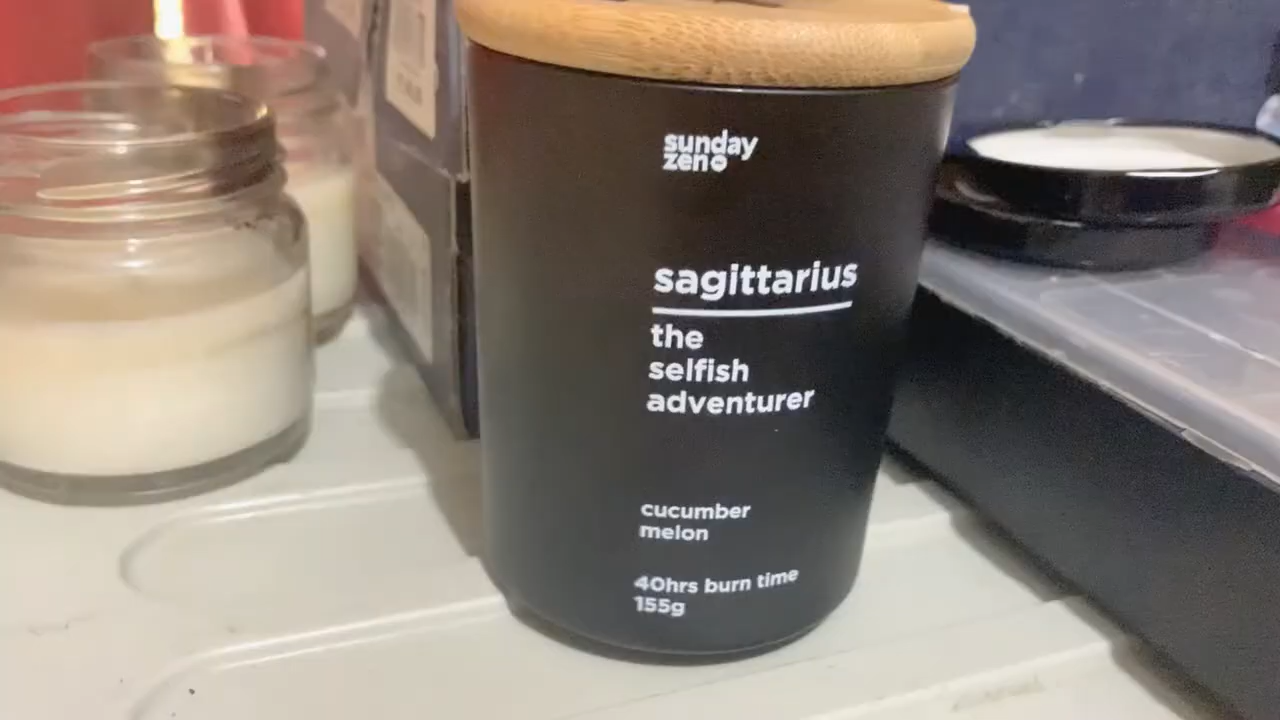 sunday
zen
sagittarius
the
selfish
adventurer
cucumber
melon
40hrs burn time
155g